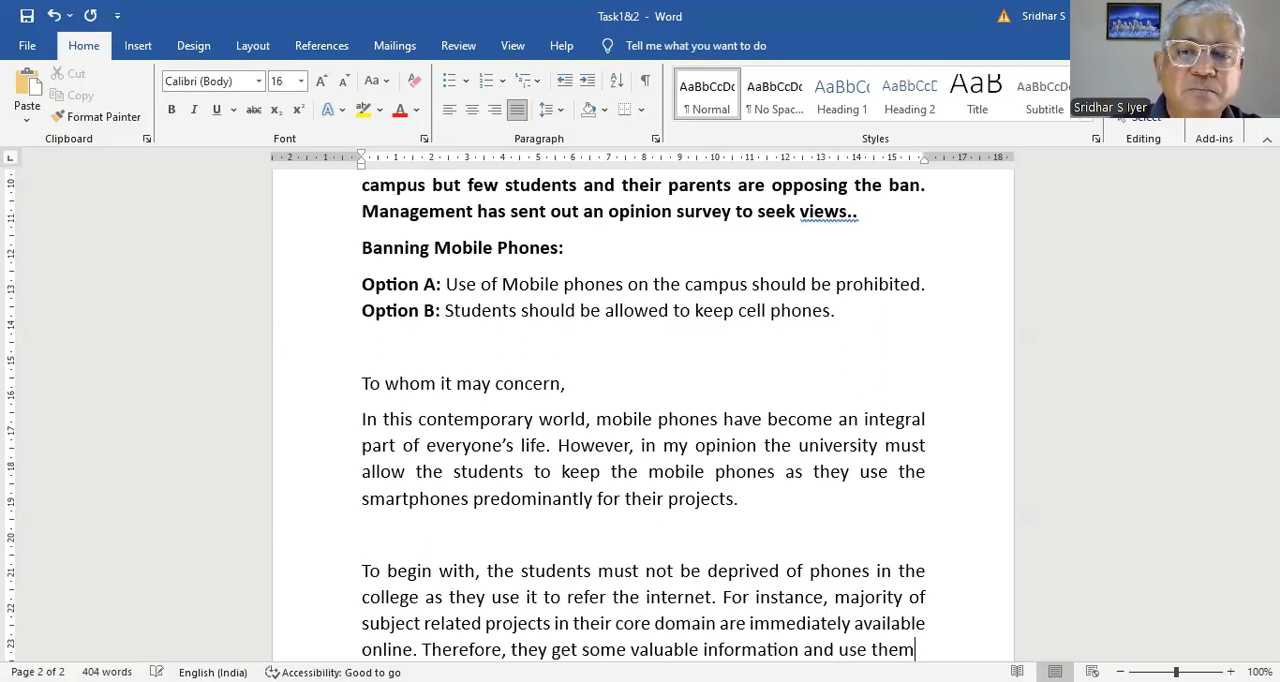 Task1&2 - Word
Sridhar S
File Home Insert Design Layout References Mailings Review View Help Tell me what you want to do
Cut
Copy
Paste
Format Painter
Calibri (Body) 16
AaBbCcDc AaBbCcDc AaBbCc AaBbCcD AaB AaBbCcD
¶ Normal ¶ No Spac... Heading 1 Heading 2 Title Subtitle
Select
Clipboard Font Paragraph Styles Editing Add-ins
Sridhar S Iyer
campus but few students and their parents are opposing the ban.
Management has sent out an opinion survey to seek views..
Banning Mobile Phones:
Option A: Use of Mobile phones on the campus should be prohibited.
Option B: Students should be allowed to keep cell phones.
To whom it may concern,
In this contemporary world, mobile phones have become an integral
part of everyone’s life. However, in my opinion the university must
allow the students to keep the mobile phones as they use the
smartphones predominantly for their projects.
To begin with, the students must not be deprived of phones in the
college as they use it to refer the internet. For instance, majority of
subject related projects in their core domain are immediately available
online. Therefore, they get some valuable information and use them
Page 2 of 2 404 words English (India) Accessibility: Good to go 100%